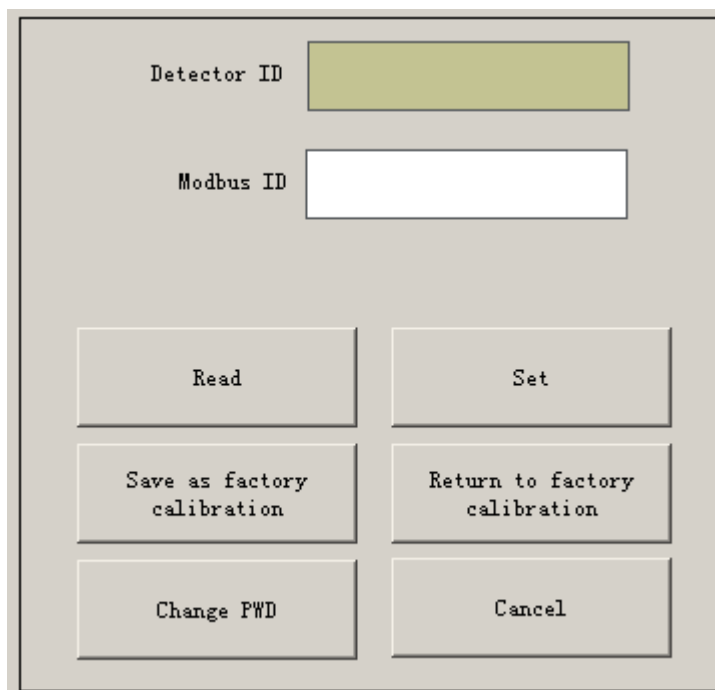 Detector ID
Modbus ID
Read
Set
Save as factory
calibration
Return to factory
calibration
Change PWD
Cancel